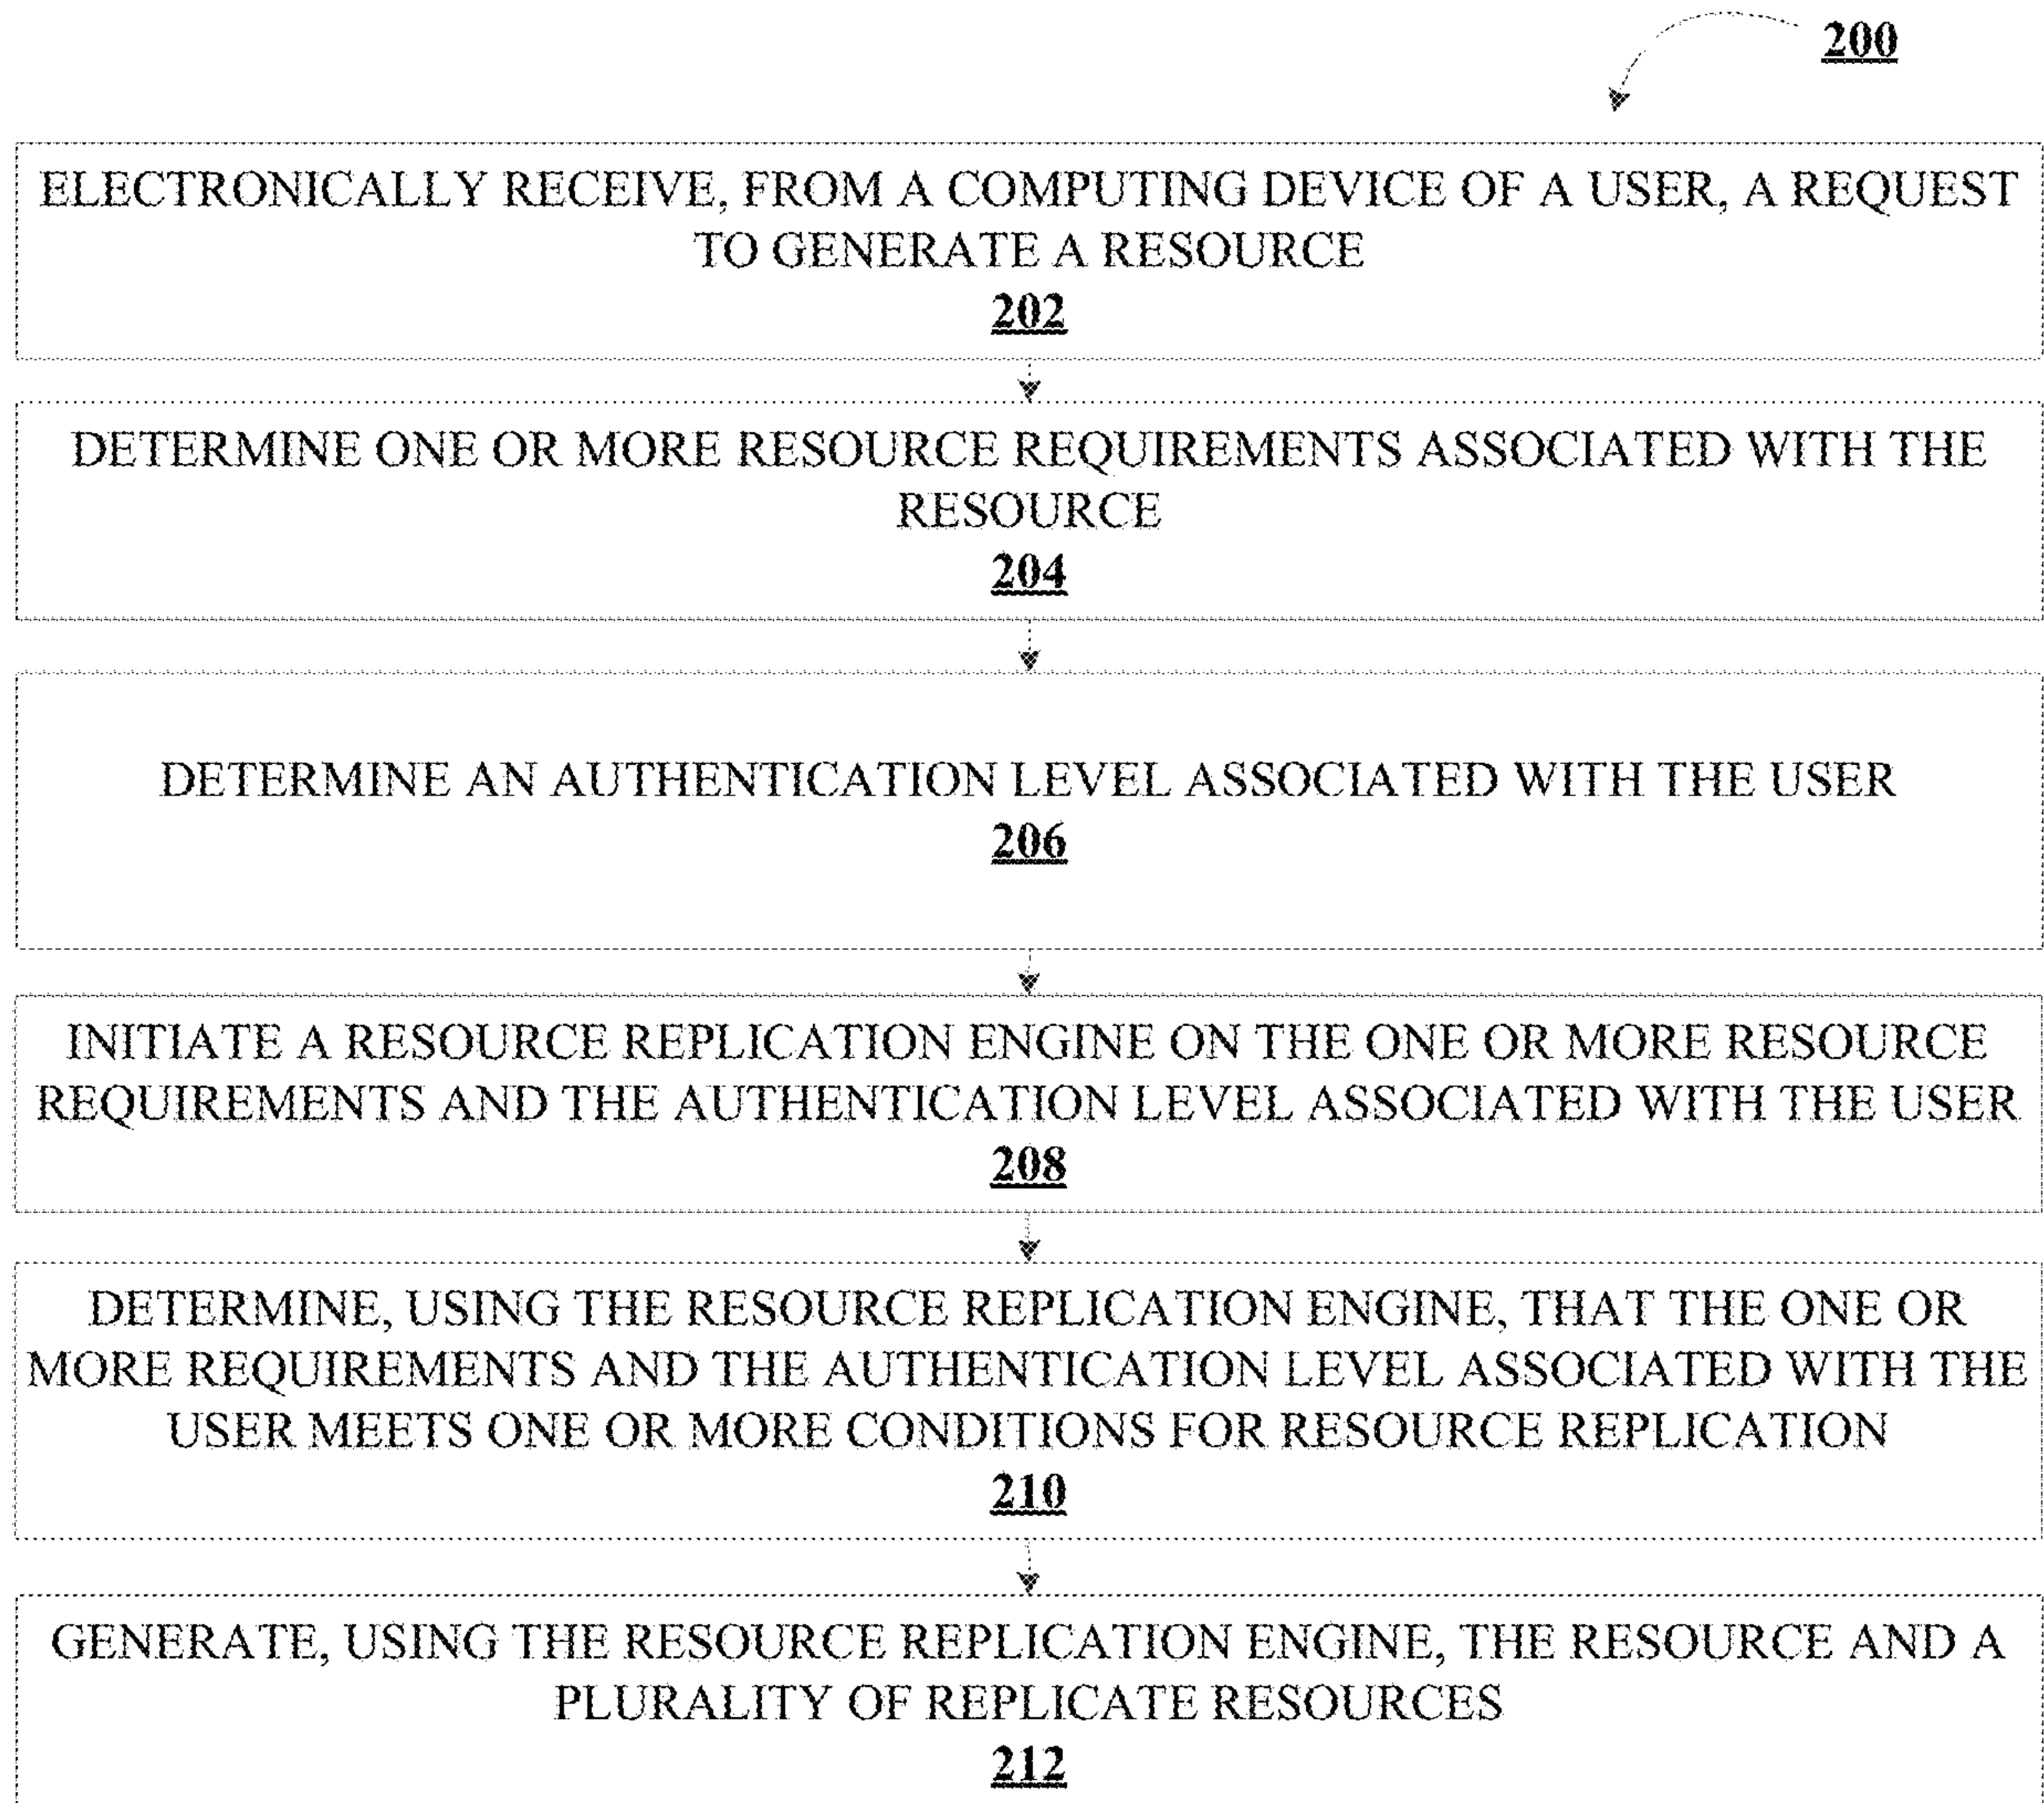 200
ELECTRONICALLY RECEIVE, FROM A COMPUTING DEVICE OF A USER, A REQUEST
TO GENERATE A RESOURCE
202
DETERMINE ONE OR MORE RESOURCE REQUIREMENTS ASSOCIATED WITH THE
RESOURCE
204
DETERMINE AN AUTHENTICATION LEVEL ASSOCIATED WITH THE USER
206
INITIATE A RESOURCE REPLICATION ENGINE ON THE ONE OR MORE RESOURCE
REQUIREMENTS AND THE AUTHENTICATION LEVEL ASSOCIATED WITH THE USER
208
DETERMINE, USING THE RESOURCE REPLICATION ENGINE, THAT THE ONE OR
MORE REQUIREMENTS AND THE AUTHENTICATION LEVEL ASSOCIATED WITH THE
USER MEETS ONE OR MORE CONDITIONS FOR RESOURCE REPLICATION
210
GENERATE, USING THE RESOURCE REPLICATION ENGINE, THE RESOURCE AND A
PLURALITY OF REPLICATE RESOURCES
212